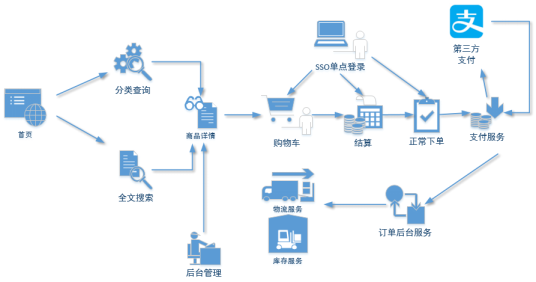 第三方
支付
SSO单点登录
分类查询
首页
商品详情
购物车
结算
正常下单
支付服务
全文搜索
物流服务
订单后台服务
库存服务
后台管理